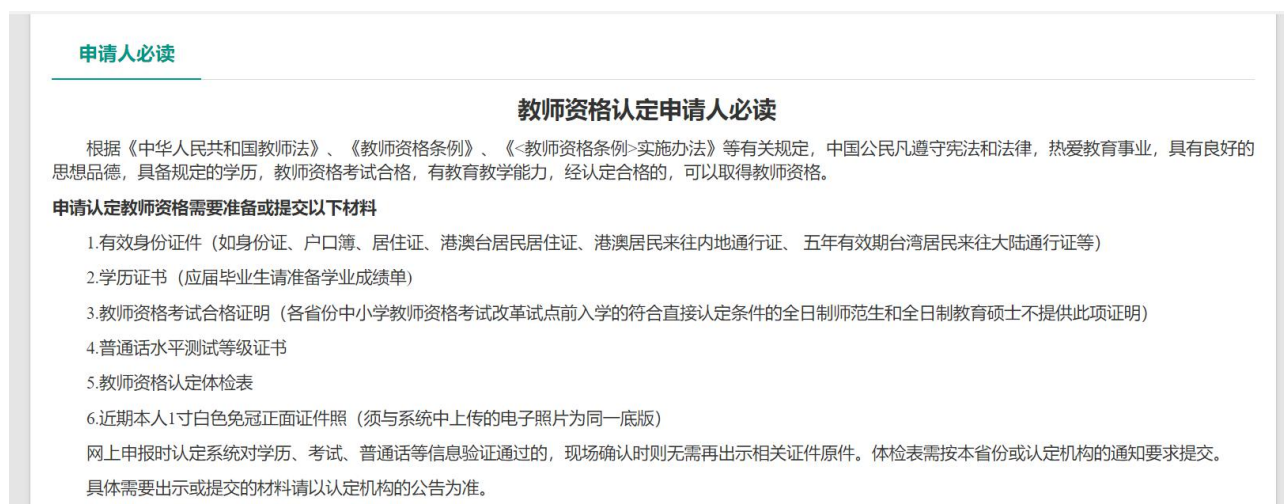 申请人必读
教师资格认定申请人必读
根据《中华人民共和国教师法》、《教师资格条例》、《<教师资格条例>实施办法》等有关规定，中国公民凡遵守宪法和法律，热爱教育事业，具有良好的
思想品德，具备规定的学历，教师资格考试合格，有教育教学能力，经认定合格的，可以取得教师资格。
申请认定教师资格需要准备或提交以下材料
1.有效身份证件（如身份证、户口簿、居住证、港澳台居民居住证、港澳居民来往内地通行证、 五年有效期台湾居民来往大陆通行证等）
2.学历证书（应届毕业生请准备学业成绩单)
3.教师资格考试合格证明（各省份中小学教师资格考试改革试点前入学的符合直接认定条件的全日制师范生和全日制教育硕士不提供此项证明）
4.普通话水平测试等级证书
5.教师资格认定体检表
6.近期本人1寸白色免冠正面证件照（须与系统中上传的电子照片为同一底版）
网上申报时认定系统对学历、考试、普通话等信息验证通过的，现场确认时则无需再出示相关证件原件。体检表需按本省份或认定机构的通知要求提交。
具体需要出示或提交的材料请以认定机构的公告为准。